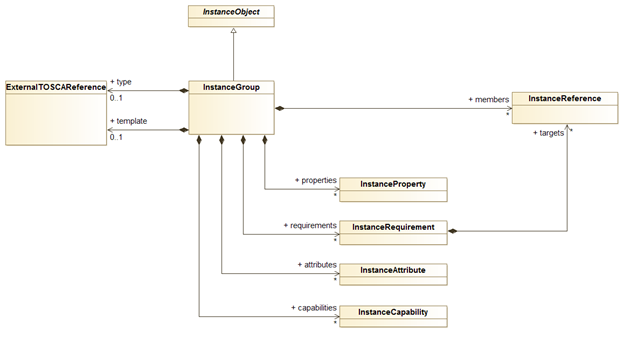 InstanceObject
ExternalTOSCAReference
+ type
0..1
+ template
0..1
InstanceGroup
+ members
*
InstanceReference
+ targets
*
+ properties
*
InstanceProperty
+ requirements
*
InstanceRequirement
+ attributes
*
InstanceAttribute
+ capabilities
*
InstanceCapability